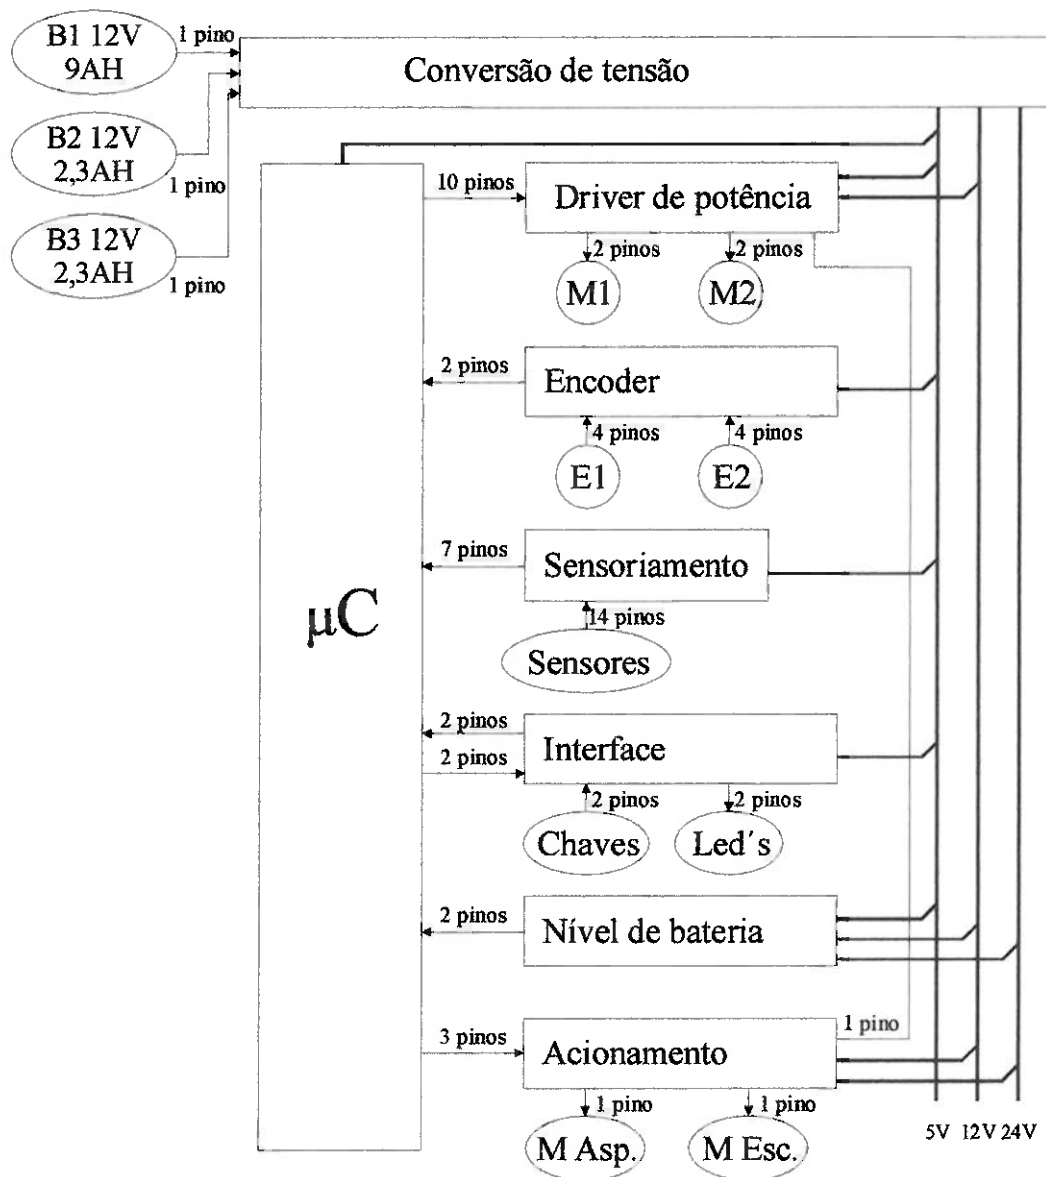 B1 12V
9AH
1 pino
Conversão de tensão
B2 12V
2,3AH
1 pino
B3 12V
2,3AH
1 pino
10 pinos
Driver de potência
2 pinos
2 pinos
M1
M2
2 pinos
Encoder
4 pinos
4 pinos
E1
E2
7 pinos
Sensoriamento
14 pinos
Sensores
µC
2 pinos
2 pinos
Interface
2 pinos
2 pinos
Chaves
Led´s
2 pinos
Nível de bateria
3 pinos
Acionamento
1 pino
1 pino
1 pino
M Asp.
M Esc.
5V 12V 24V